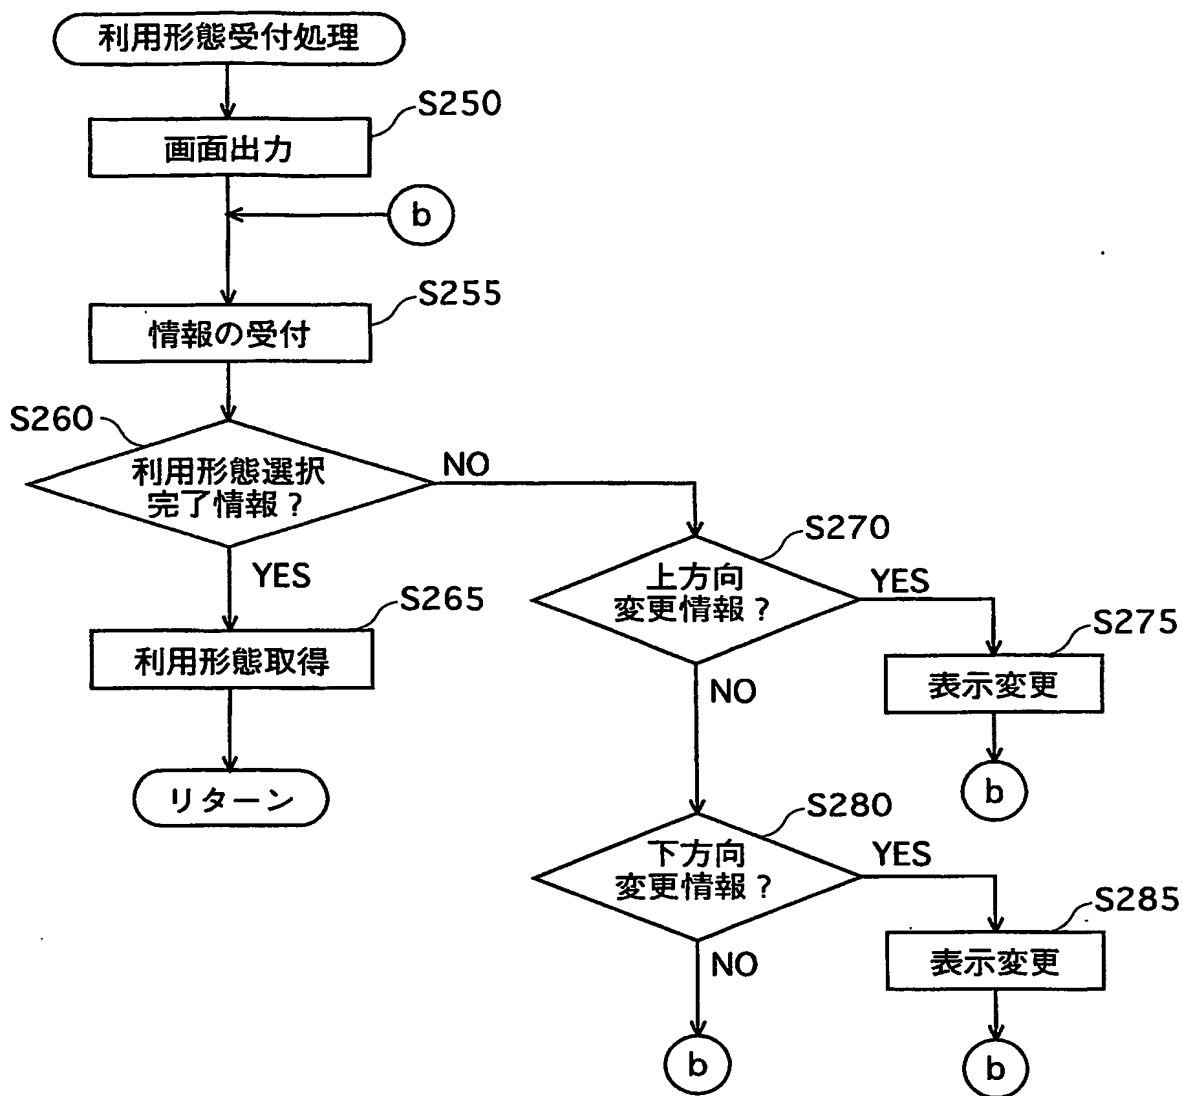 利用形態受付処理
S250
画面出力
b
S255
情報の受付
S260
利用形態選択
完了情報?
NO
YES
S265
利用形態取得
リターン
S270
上方向
変更情報?
YES
S275
表示変更
b
NO
S280
下方向
変更情報?
YES
S285
表示変更
b
NO
b